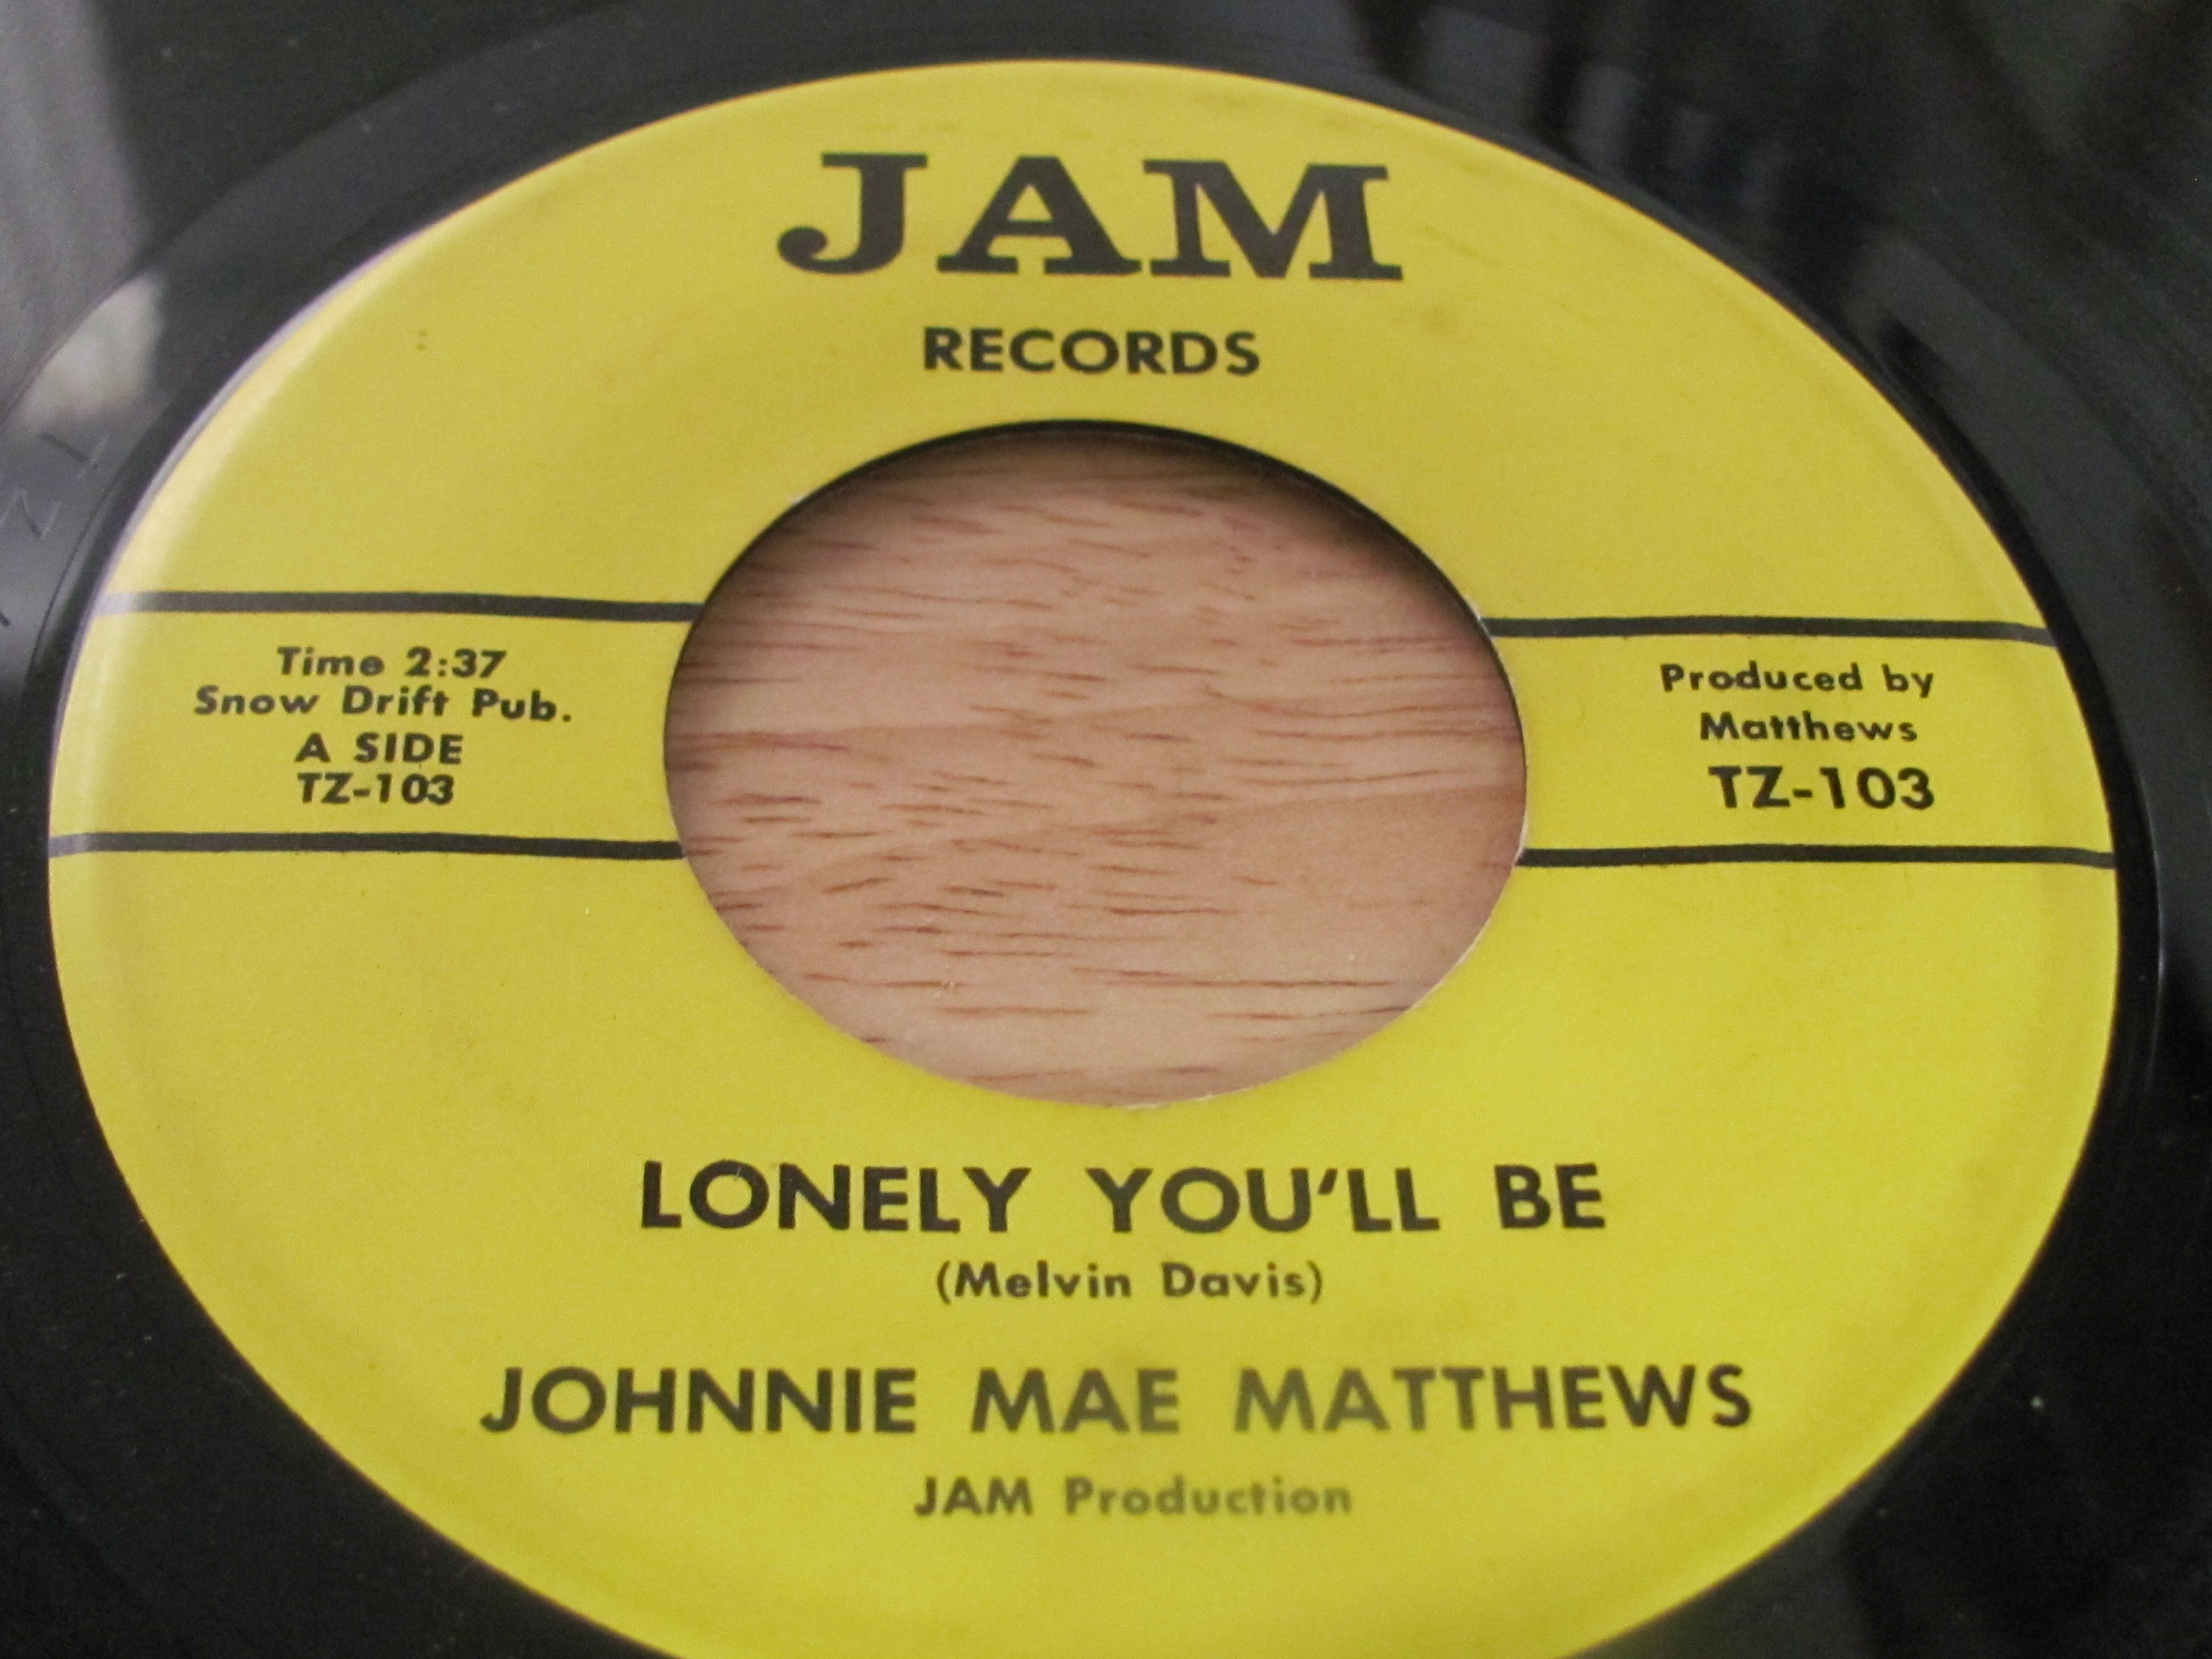 JAM
RECORDS
Time 2:37
Snow Drift Pub.
A SIDE
TZ-103
Produced by
Matthews
TZ-103
LONELY YOU'LL BE
(Melvin Davis)
JOHNNIE MAE MATTHEWS
JAM Production